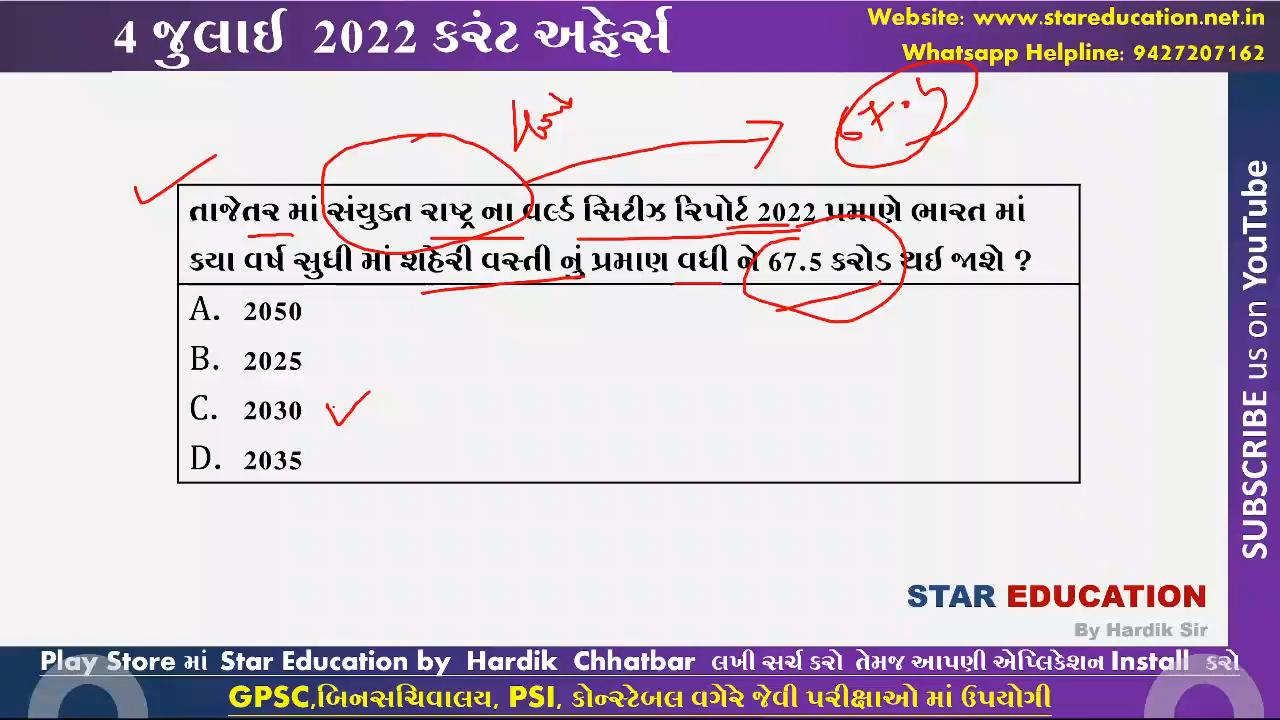 4 જુલાઈ 2022 કરંટ અફેર્સ
Website: www.stareducation.net.in
Whatsapp Helpline: 9427207162
67.5
તાજેતર માં સંયુક્ત રાષ્ટ્ર ના વર્લ્ડ સિટીઝ રિપોર્ટ 2022 પ્રમાણે ભારત માં
ક્યા વર્ષ સુધી માં શહેરી વસ્તી નું પ્રમાણ વધી ને 67.5 કરોડ થઈ જાશે ?
A. 2050
B. 2025
C. 2030
D. 2035
SUBSCRIBE us on YouTube
STAR EDUCATION
By Hardik Sir
Play Store માં Star Education by Hardik Chhatbar લખી સર્ચ કરો તેમજ આપણી એપ્લિકેશન Install કરો
GPSC,બિનસચિવાલય, PSI, કોન્સ્ટેબલ વગેરે જેવી પરીક્ષાઓ માં ઉપયોગી